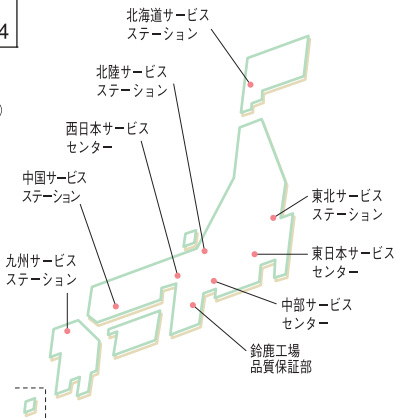 4
)
北海道サービス
ステーション
北陸サービス
ステーション
西日本サービス
センター
中国サービス
ステーション
九州サービス
ステーション
東北サービス
ステーション
東日本サービス
センター
中部サービス
センター
鈴鹿工場
品質保証部